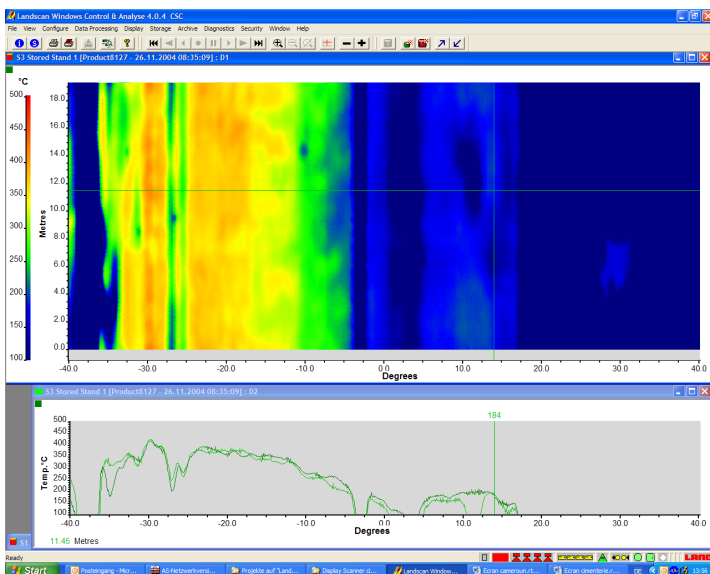 Landscan Windows Control & Analyse 4.0.4 CSC
File View Configure Data Processing Display Storage Archive Diagnostics Security Window Help
S3 Stored Stand 1 [Product8127 - 26.11.2004 08:35:09] : D1
°C
500
450
400
350
300
250
200
150
100
Metres
18.0
16.0
14.0
12.0
10.0
8.0
6.0
4.0
2.0
0.0
-40.0 -30.0 -20.0 -10.0 0.0 10.0 20.0 30.0 40.0
Degrees
S3 Stored Stand 1 [Product8127 - 26.11.2004 08:35:09] : D2
184
Temp. °C
500
450
400
350
300
250
200
150
100
-40.0 -30.0 -20.0 -10.0 0.0 10.0 20.0 30.0 40.0
Degrees
11.45 Metres
S1
Ready
LAND
Start Posteingang - Micr... AS-Netzwerkversi... Projekte auf "Land... Display Scanner d... Landscan Window... Ecran cameroun.rt... Ecran cimenterie.r... DE 13:56